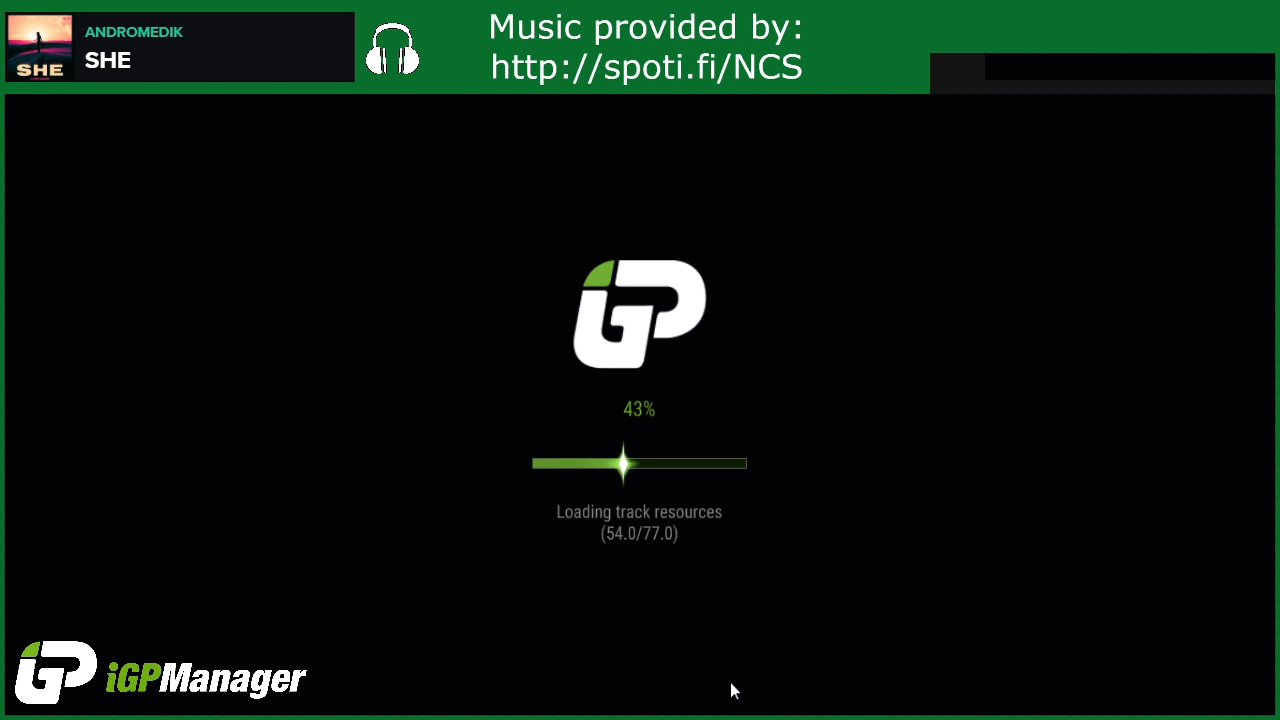 ANDROMEDIK
SHE
SHE
Music provided by:
http://spoti.fi/NCS
iGP
43%
Loading track resources
(54.0/77.0)
iGP iGPManager